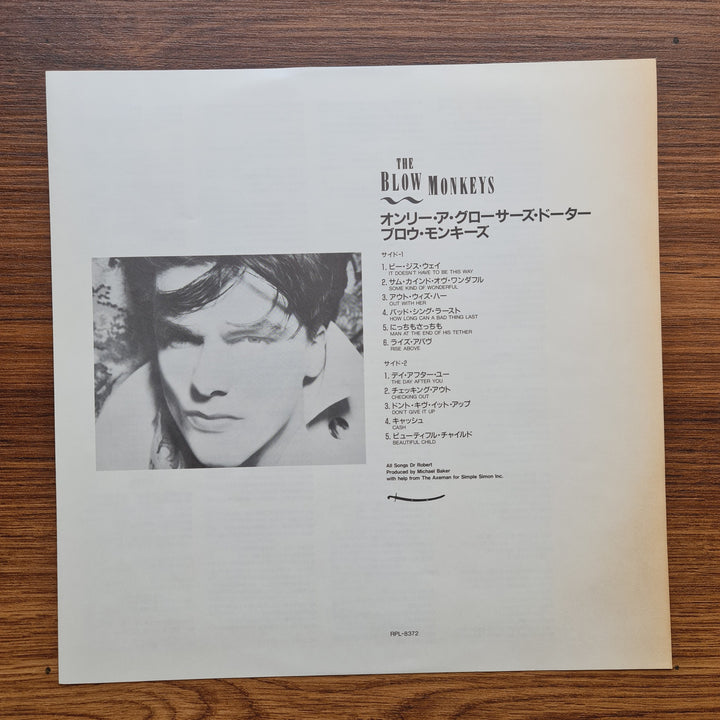 THE
BLOW MONKEYS
オンリー・ア・グローサーズ・ドーター
ブロウ・モンキーズ
サイド-1
1. ビー・ジス・ウェイ
IT DOESN'T HAVE TO BE THIS WAY
2. サム・カインド・オヴ・ワンダフル
SOME KIND OF WONDERFUL
3. アウト・ウィズ・ハー
OUT WITH HER
4. バッド・シング・ラースト
HOW LONG CAN A BAD THING LAST
5. にっちもさっちも
MAN AT THE END OF HIS TETHER
6. ライズ・アバヴ
RISE ABOVE
サイド-2
1. デイ・アフター・ユー
THE DAY AFTER YOU
2. チェッキング・アウト
CHECKING OUT
3. ドント・キヴ・イット・アップ
DON'T GIVE IT UP
4. キャッシュ
CASH
5. ビューティフル・チャイルド
BEAUTIFUL CHILD
All Songs Dr Robert
Produced by Michael Baker
with help from The Axeman for Simple Simon Inc.
RPL-8372